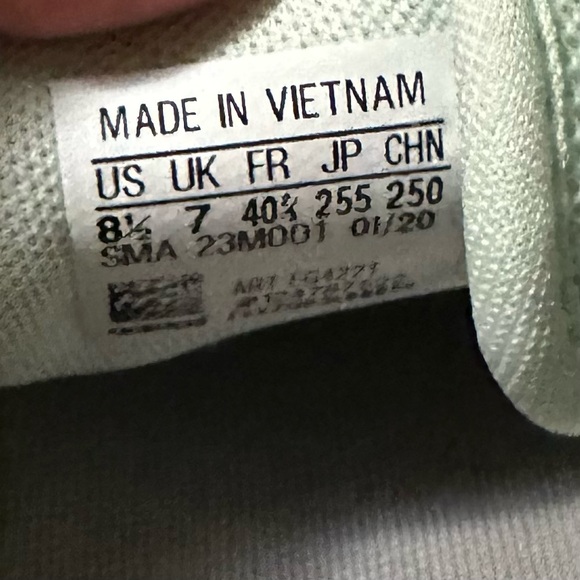 MADE IN VIETNAM
US UK FR JP CHN
8½ 7 40⅔ 255 250
SMA 23M001 01/20
ART